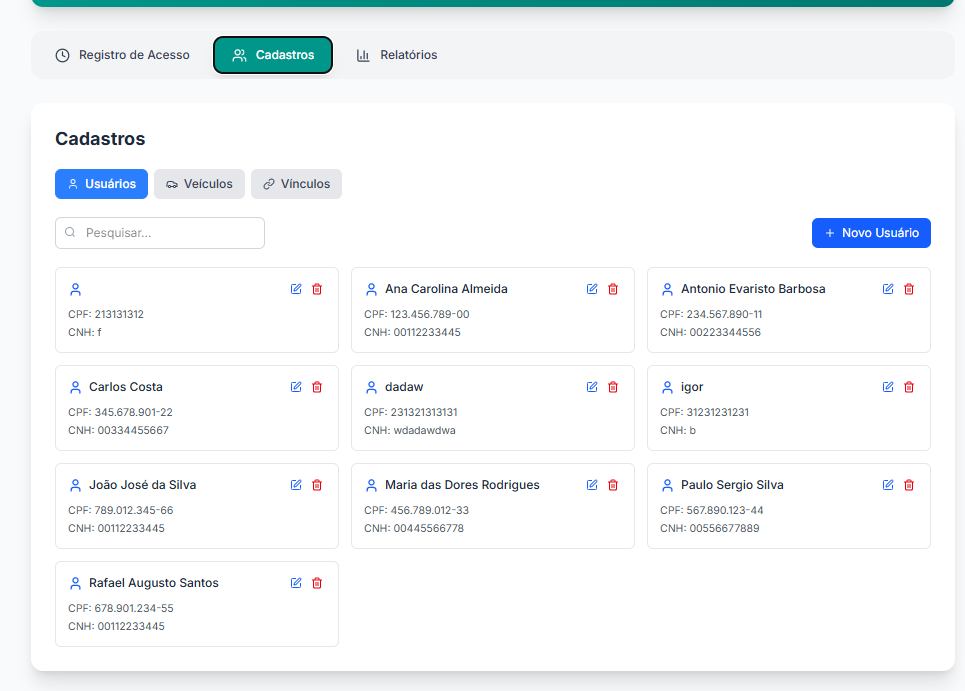 Registro de Acesso
Cadastros
Relatórios
Cadastros
Usuários
Veículos
Vínculos
Pesquisar...
+ Novo Usuário
CPF: 213131312
CNH: f
Ana Carolina Almeida
CPF: 123.456.789-00
CNH: 00112233445
Antonio Evaristo Barbosa
CPF: 234.567.890-11
CNH: 00223344556
Carlos Costa
CPF: 345.678.901-22
CNH: 00334455667
dadaw
CPF: 231321313131
CNH: wdadawdwa
igor
CPF: 31231231231
CNH: b
João José da Silva
CPF: 789.012.345-66
CNH: 00112233445
Maria das Dores Rodrigues
CPF: 456.789.012-33
CNH: 00445566778
Paulo Sergio Silva
CPF: 567.890.123-44
CNH: 00556677889
Rafael Augusto Santos
CPF: 678.901.234-55
CNH: 00112233445